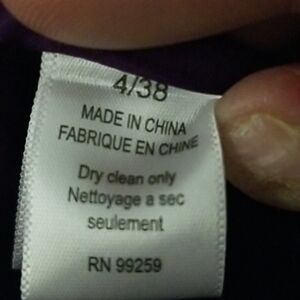 4/38
MADE IN CHINA
FABRIQUE EN CHINE
Dry clean only
Nettoyage a sec
seulement
RN 99259